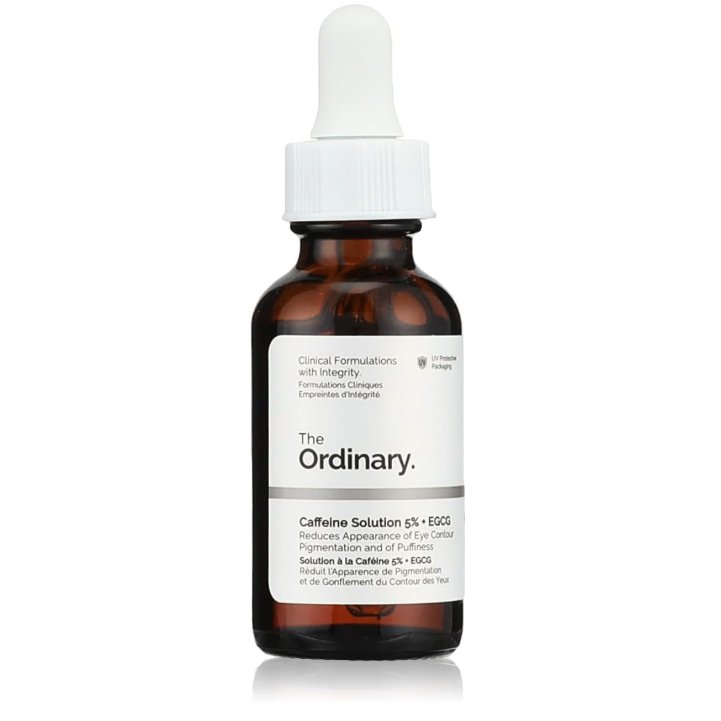 Clinical Formulations
with Integrity.
Formulations Cliniques
Empreintes d'Intégrité.
UV
UV Protective
Packaging
The
Ordinary.
Caffeine Solution 5% + EGCG
Reduces Appearance of Eye Contour
Pigmentation and of Puffiness
Solution à la Caféine 5% + EGCG
Réduit l'Apparence de Pigmentation
et de Gonflement du Contour des Yeux